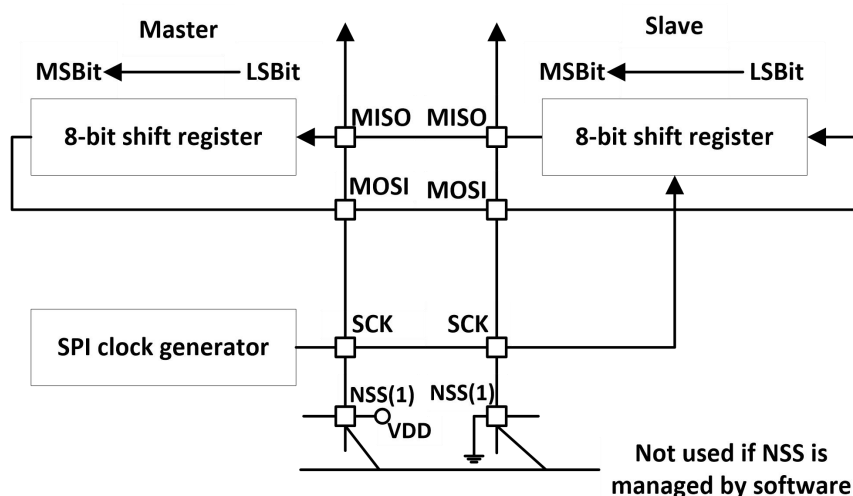 Master
Slave
MSBit LSBit
MSBit LSBit
8-bit shift register
MISO MISO
8-bit shift register
MOSI MOSI
SPI clock generator
SCK SCK
NSS(1) NSS(1)
VDD
Not used if NSS is
managed by software